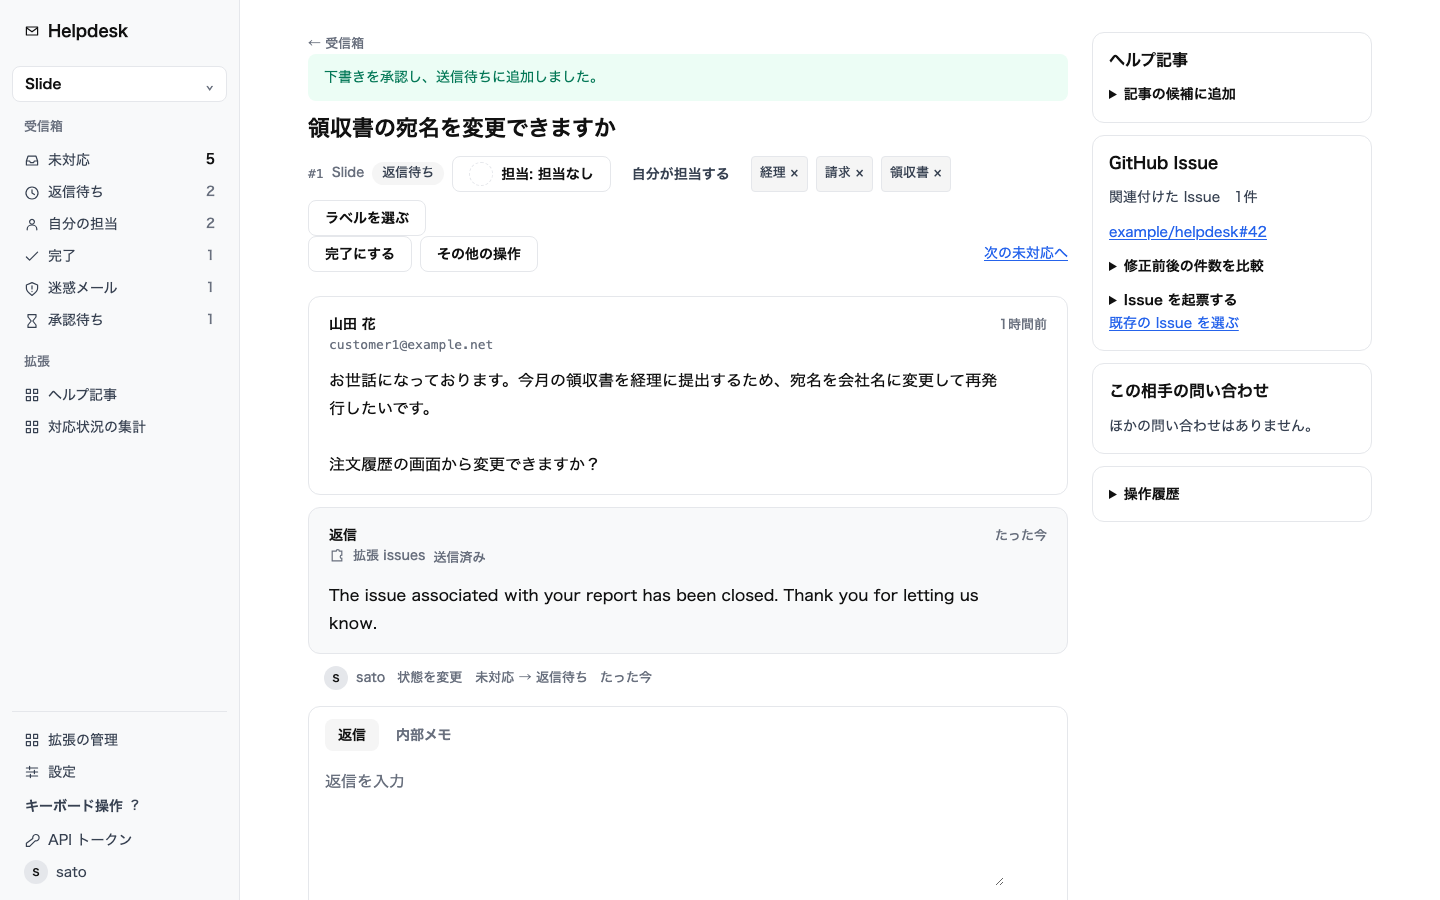 Helpdesk
Slide
受信箱
未対応 5
返信待ち 2
自分の担当 2
完了 1
迷惑メール 1
承認待ち 1
拡張
ヘルプ記事
対応状況の集計
拡張の管理
設定
キーボード操作 ?
API トークン
S sato
← 受信箱
下書きを承認し、送信待ちに追加しました。
領収書の宛名を変更できますか
#1 Slide 返信待ち 担当: 担当なし 自分が担当する 経理 × 請求 × 領収書 ×
ラベルを選ぶ
完了にする その他の操作 次の未対応へ
山田 花 1時間前
customer1@example.net
お世話になっております。今月の領収書を経理に提出するため、宛名を会社名に変更して再発
行したいです。
注文履歴の画面から変更できますか？
返信 たった今
拡張 issues 送信済み
The issue associated with your report has been closed. Thank you for letting us
know.
S sato 状態を変更 未対応 → 返信待ち たった今
返信 内部メモ
返信を入力
ヘルプ記事
▶ 記事の候補に追加
GitHub Issue
関連付けた Issue 1件
example/helpdesk#42
▶ 修正前後の件数を比較
▶ Issue を起票する
既存の Issue を選ぶ
この相手の問い合わせ
ほかの問い合わせはありません。
▶ 操作履歴